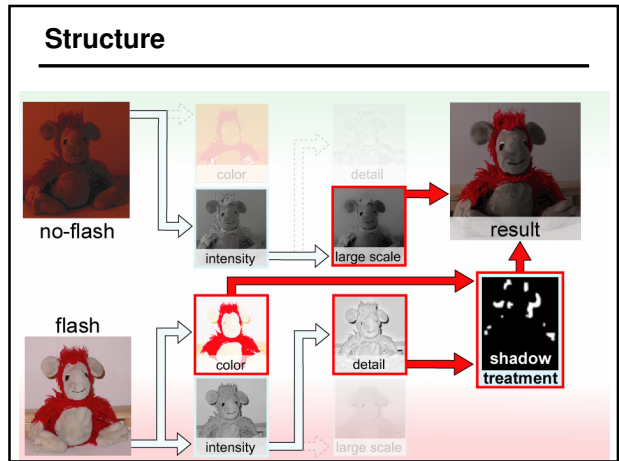 Structure
color
detail
no-flash
intensity
large scale
result
flash
color
detail
shadow
treatment
intensity
large scale